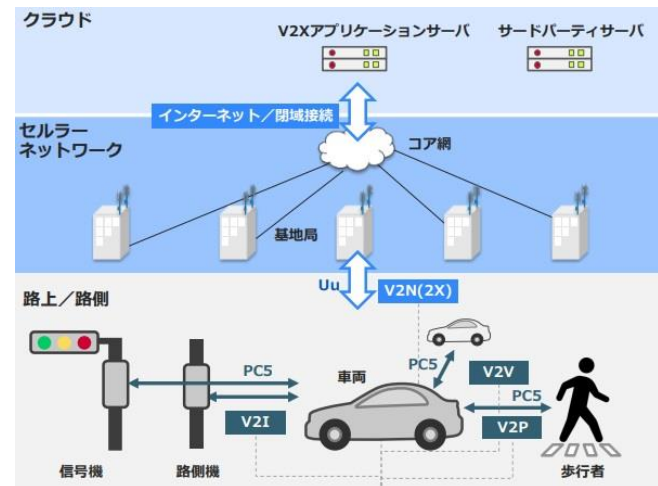 クラウド
V2Xアプリケーションサーバ
サードパーティサーバ
インターネット／閉域接続
セルラー
ネットワーク
コア網
基地局
Uu
V2N(2X)
路上／路側
PC5
車両
PC5
V2V
PC5
V2I
V2P
信号機
路側機
歩行者